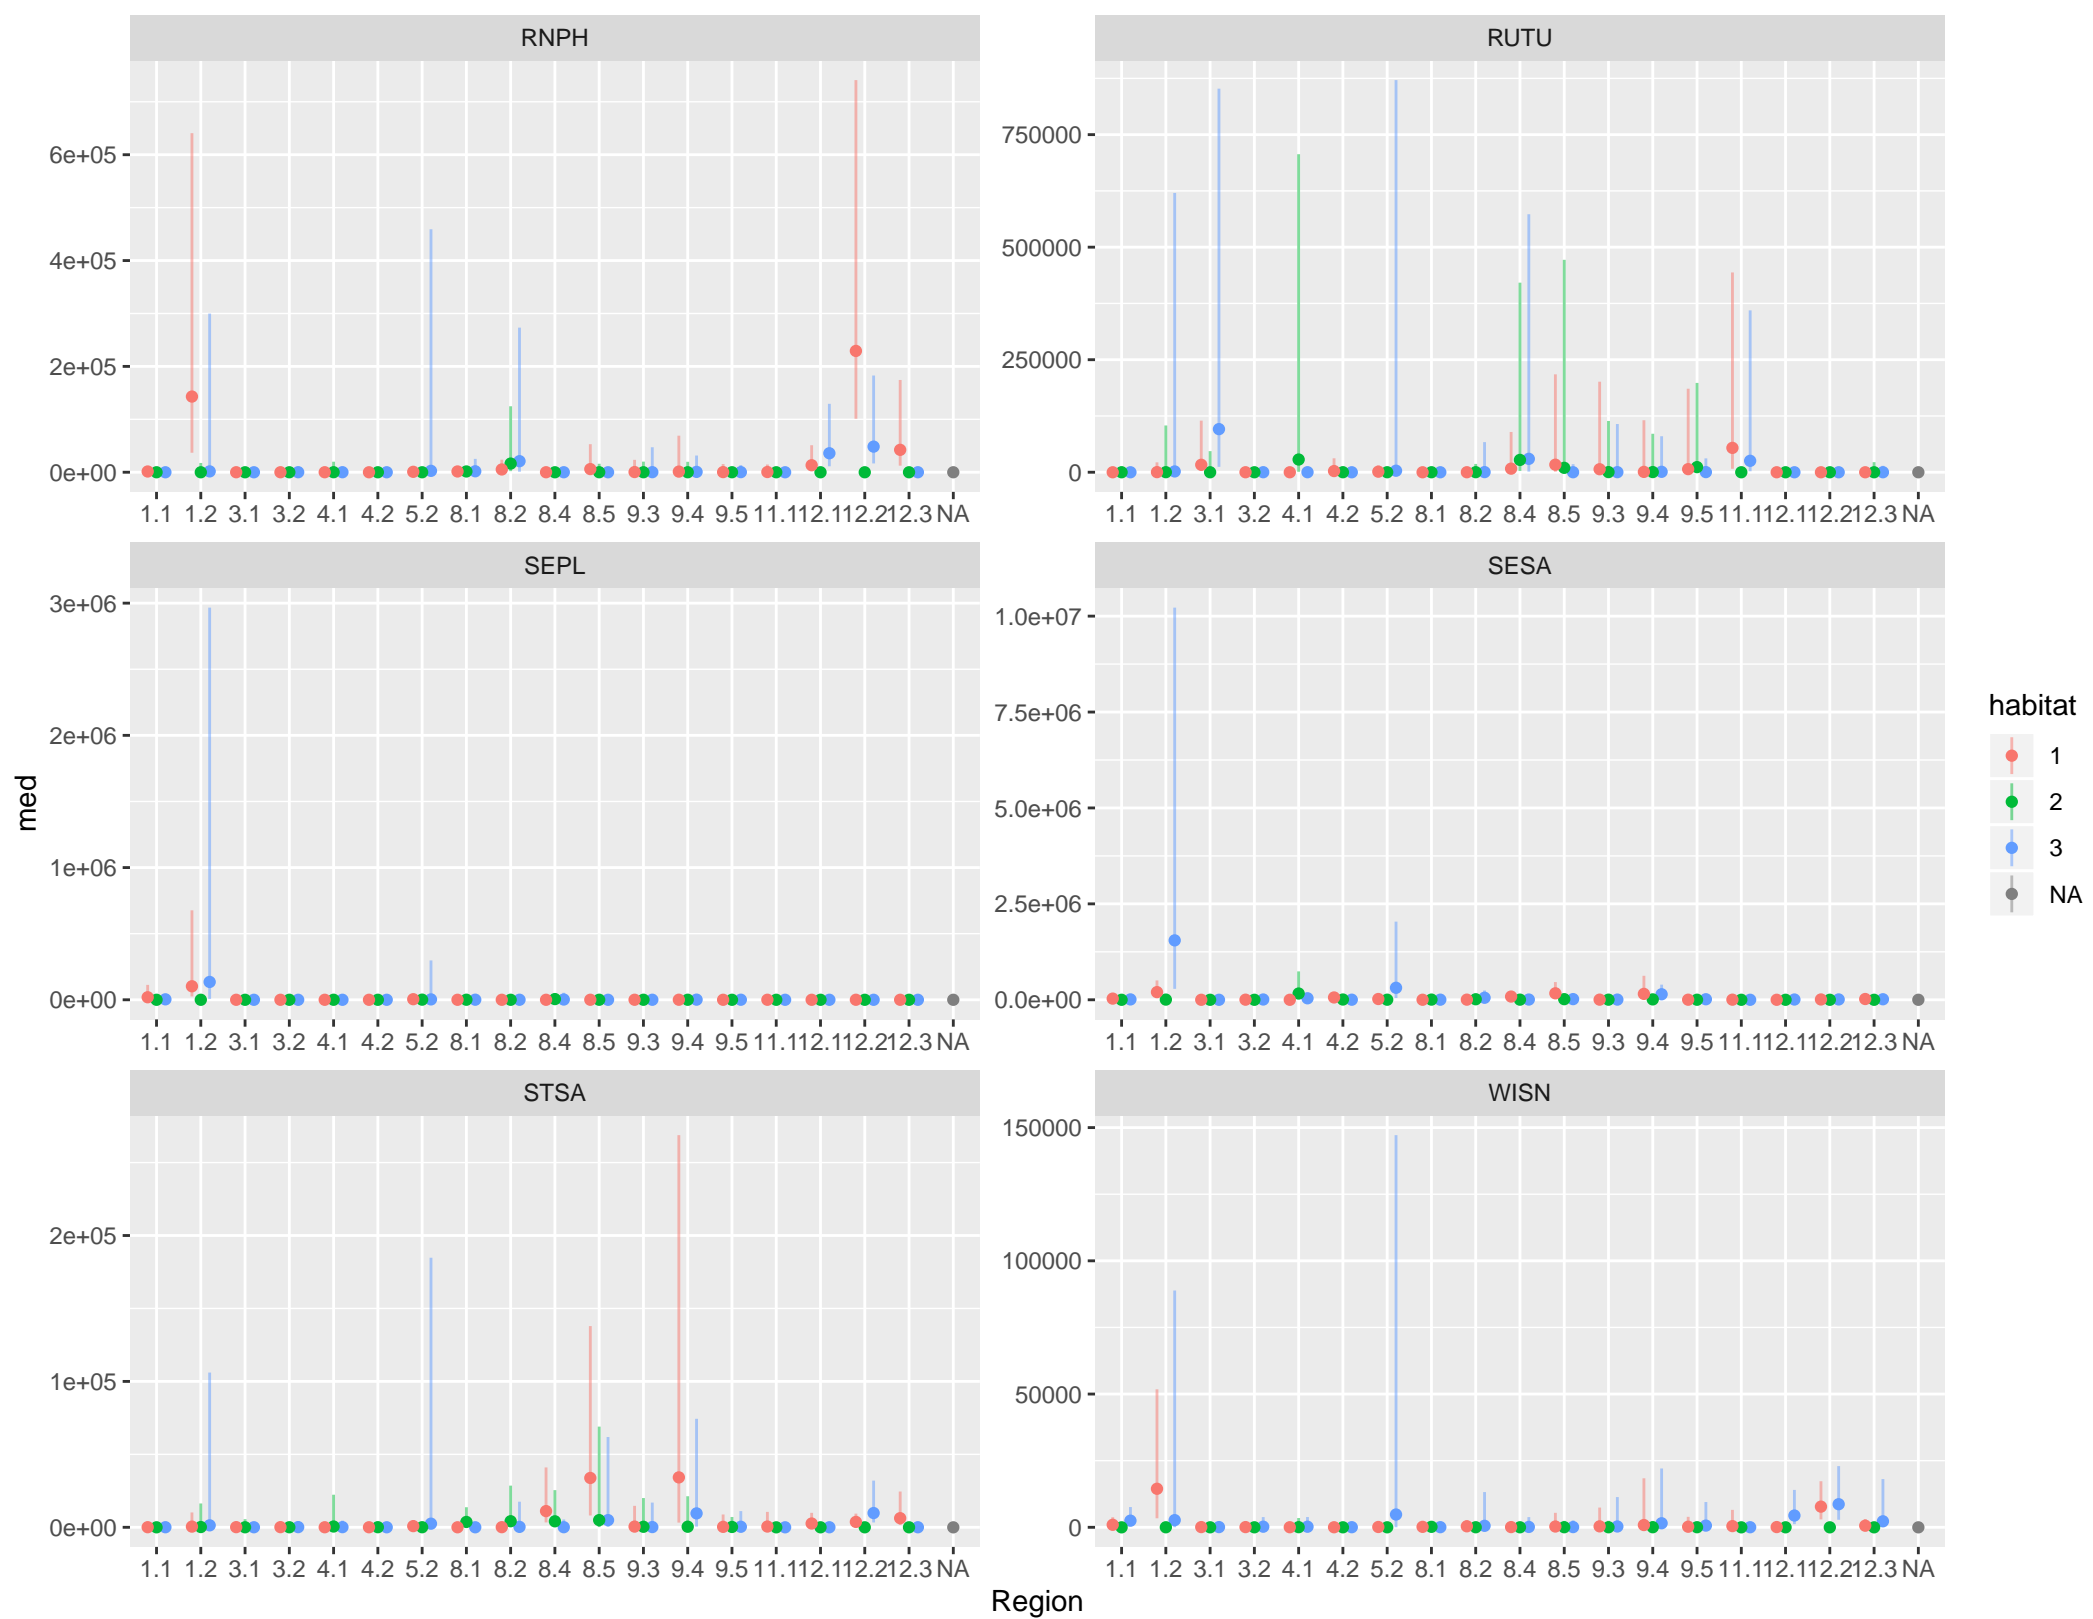 RNPH
RUTU
6e+05
4e+05
2e+05
0e+00
750000
500000
250000
0
1.1 1.2 3.1 3.2 4.1 4.2 5.2 8.1 8.2 8.4 8.5 9.3 9.4 9.5 11.1 12.1 12.2 12.3 NA
1.1 1.2 3.1 3.2 4.1 4.2 5.2 8.1 8.2 8.4 8.5 9.3 9.4 9.5 11.1 12.1 12.2 12.3 NA
SEPL
SESA
3e+06
2e+06
1e+06
0e+00
1.0e+07
7.5e+06
5.0e+06
2.5e+06
0.0e+00
1.1 1.2 3.1 3.2 4.1 4.2 5.2 8.1 8.2 8.4 8.5 9.3 9.4 9.5 11.1 12.1 12.2 12.3 NA
1.1 1.2 3.1 3.2 4.1 4.2 5.2 8.1 8.2 8.4 8.5 9.3 9.4 9.5 11.1 12.1 12.2 12.3 NA
STSA
WISN
2e+05
1e+05
0e+00
150000
100000
50000
0
1.1 1.2 3.1 3.2 4.1 4.2 5.2 8.1 8.2 8.4 8.5 9.3 9.4 9.5 11.1 12.1 12.2 12.3 NA
1.1 1.2 3.1 3.2 4.1 4.2 5.2 8.1 8.2 8.4 8.5 9.3 9.4 9.5 11.1 12.1 12.2 12.3 NA
med
Region
habitat
1
2
3
NA